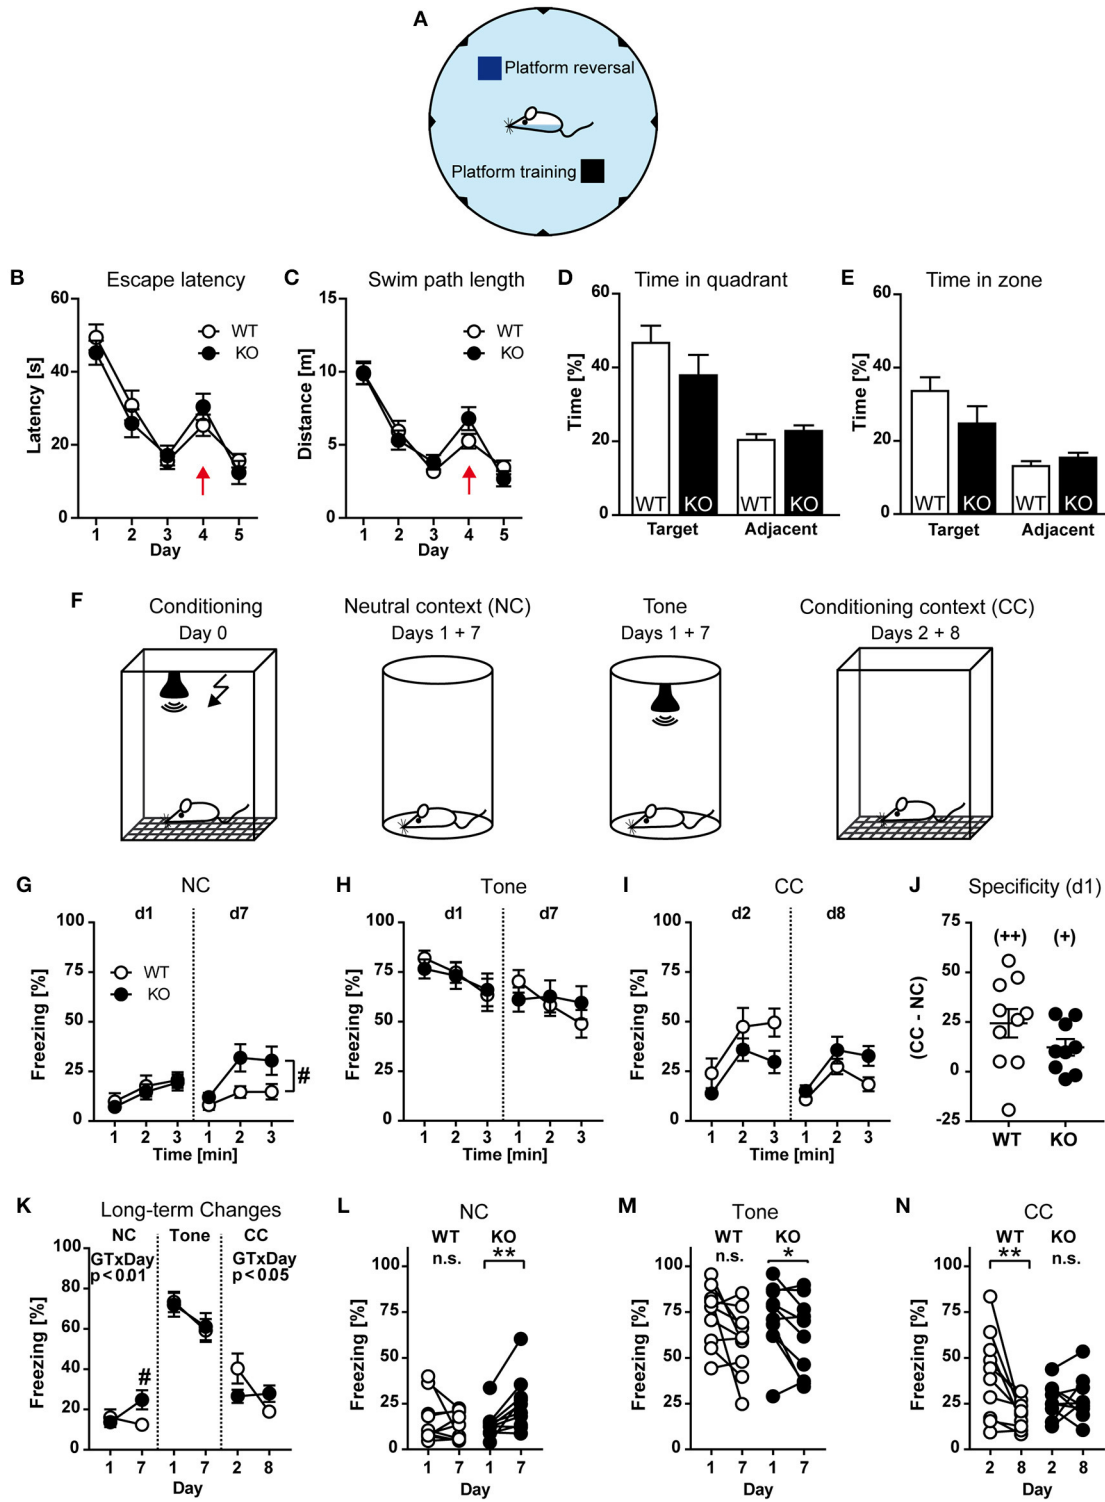 A
Platform reversal
Platform training
B Escape latency
60
40
20
0
Latency [s]
WT
KO
1 2 3 4 5
Day
C Swim path length
15
10
5
0
Distance [m]
WT
KO
1 2 3 4 5
Day
D Time in quadrant
60
40
20
0
Time [%]
WT KO WT KO
Target Adjacent
E Time in zone
60
40
20
0
Time [%]
WT KO WT KO
Target Adjacent
F
Conditioning
Day 0
Neutral context (NC)
Days 1 + 7
Tone
Days 1 + 7
Conditioning context (CC)
Days 2 + 8
G NC
100
75
50
25
0
Freezing [%]
d1 d7
WT
KO
#
1 2 3 1 2 3
Time [min]
H Tone
100
75
50
25
0
Freezing [%]
d1 d7
1 2 3 1 2 3
Time [min]
I CC
100
75
50
25
0
Freezing [%]
d2 d8
1 2 3 1 2 3
Time [min]
J Specificity (d1)
75
50
25
0
-25
(CC - NC)
(++) (+)
WT KO
K Long-term Changes
100
80
60
40
20
0
Freezing [%]
NC Tone CC
GTxDay GTxDay
p<0.01 p<0.05
#
1 7 1 7 2 8
Day
L NC
WT KO
n.s. **
100
75
50
25
0
Freezing [%]
1 7 1 7
Day
M Tone
WT KO
n.s. *
100
75
50
25
0
Freezing [%]
1 7 1 7
Day
N CC
WT KO
** n.s.
100
75
50
25
0
Freezing [%]
2 8 2 8
Day